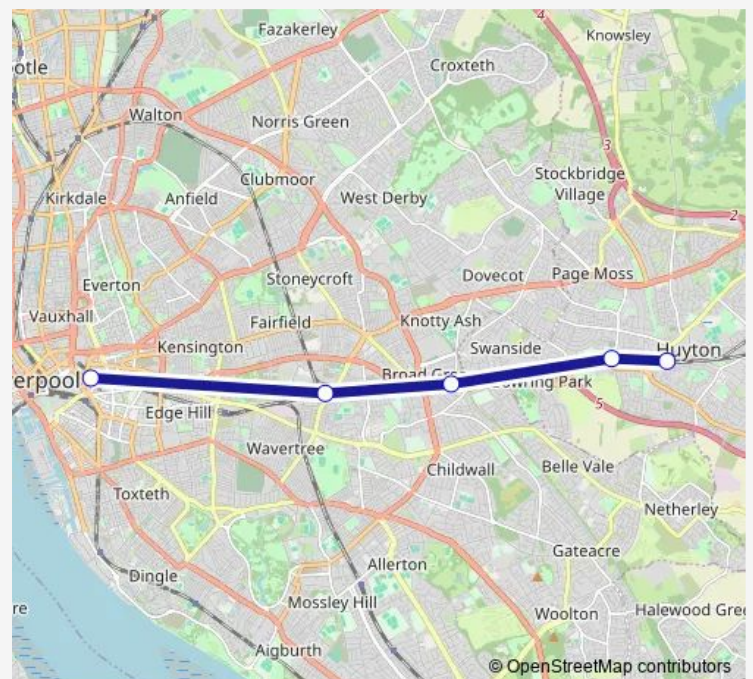 4
Fazakerley
Knowsley
otle
Croxteth
Walton
Norris Green
3
Clubmoor
Stockbridge
Village
Kirkdale
Anfield
West Derby
2
Everton
Stoneycroft
Dovecot
Page Moss
Vauxhall
Fairfield
Knotty Ash
Kensington
Swanside
Huyton
erpool
Broad Gre
owring Park
5
Edge Hill
Wavertree
Childwall
Belle Vale
Toxteth
Netherley
Gateacre
Allerton
Dingle
re
Mossley Hill
Woolton
Halewood Gree
Aigburth
© OpenStreetMap contributors